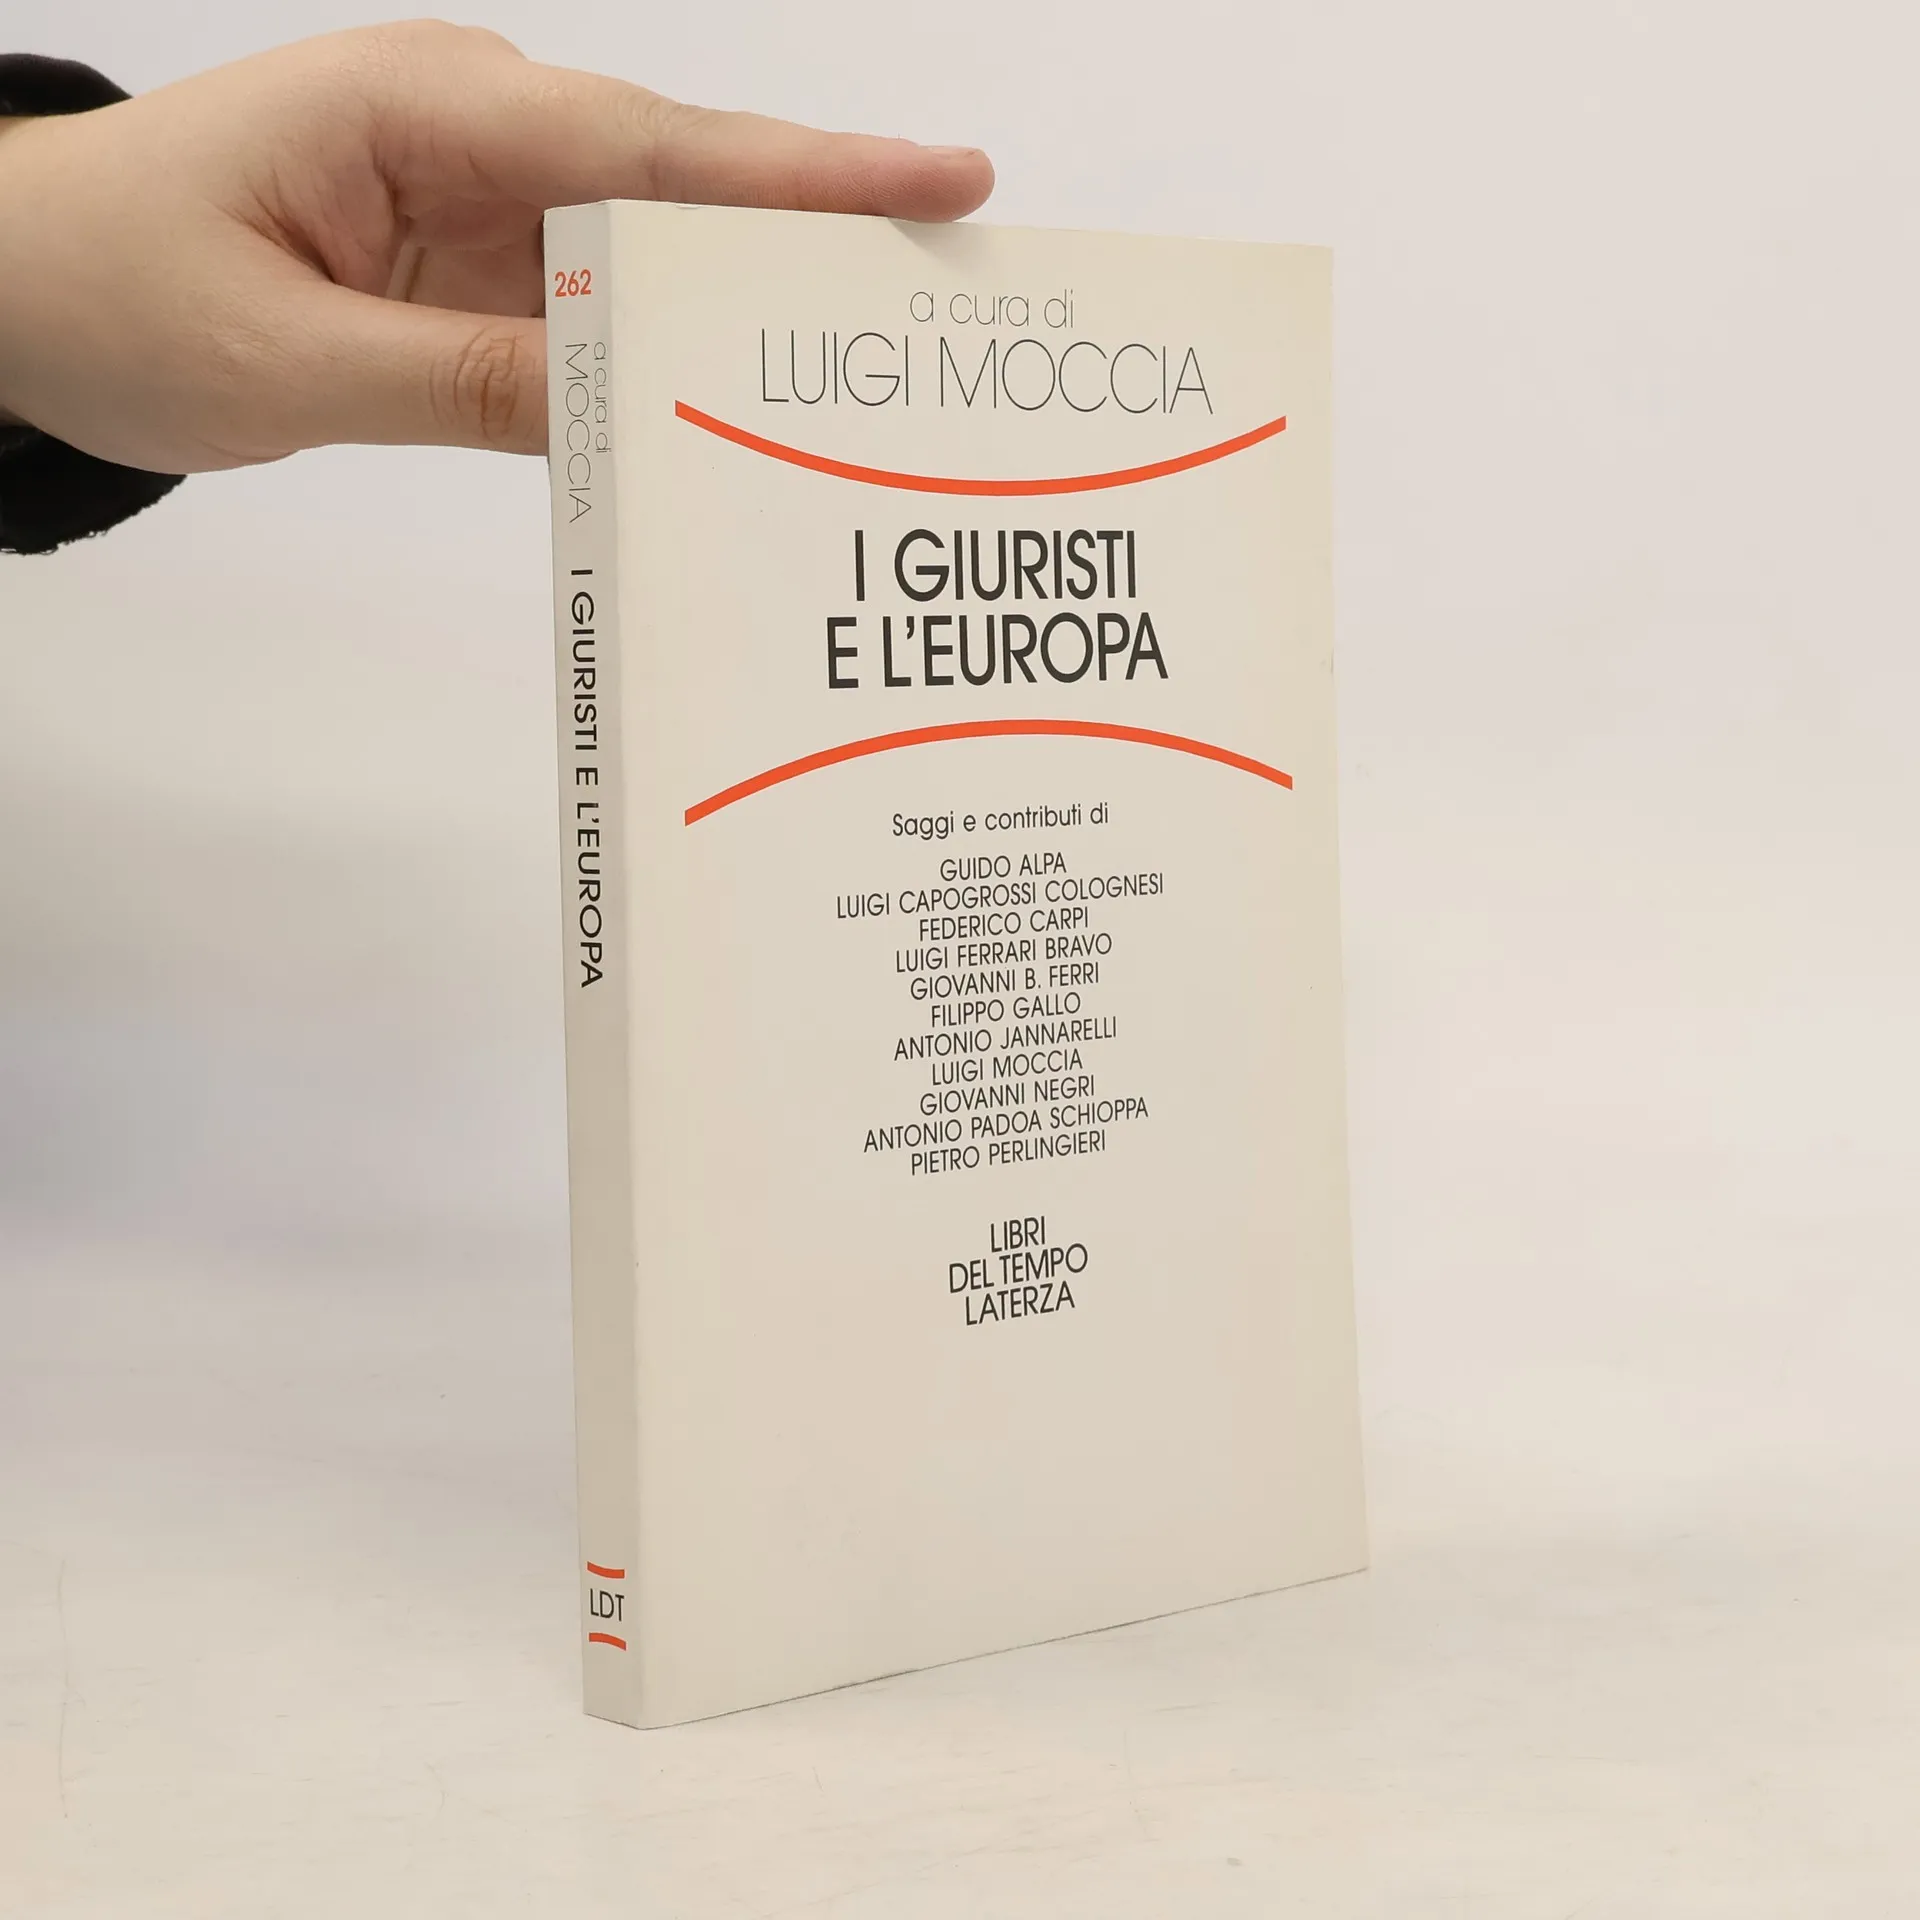 262
a cura di
MOCCIA
I GIURISTI E L'EUROPA
LDT
a cura di
LUIGI MOCCIA
I GIURISTI
E L'EUROPA
Saggi e contributi di
GUIDO ALPA
LUIGI CAPOGROSSI COLOGNESI
FEDERICO CARPI
LUIGI FERRARI BRAVO
GIOVANNI B. FERRI
FILIPPO GALLO
ANTONIO JANNARELLI
LUIGI MOCCIA
GIOVANNI NEGRI
ANTONIO PADOA SCHIOPPA
PIETRO PERLINGIERI
LIBRI
DEL TEMPO
LATERZA